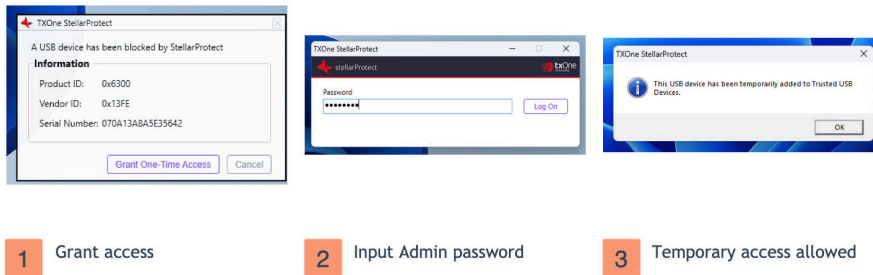 TXOne StellarProtect
A USB device has been blocked by StellarProtect
Information
Product ID: 0x6300
Vendor ID: 0x13FE
Serial Number: 070A13A8A5E35642
Grant One-Time Access
Cancel
TXOne StellarProtect
stellarProtect
txOne
networks
Password
Log On
TXOne StellarProtect
This USB device has been temporarily added to Trusted USB
Devices.
OK
1 Grant access
2 Input Admin password
3 Temporary access allowed